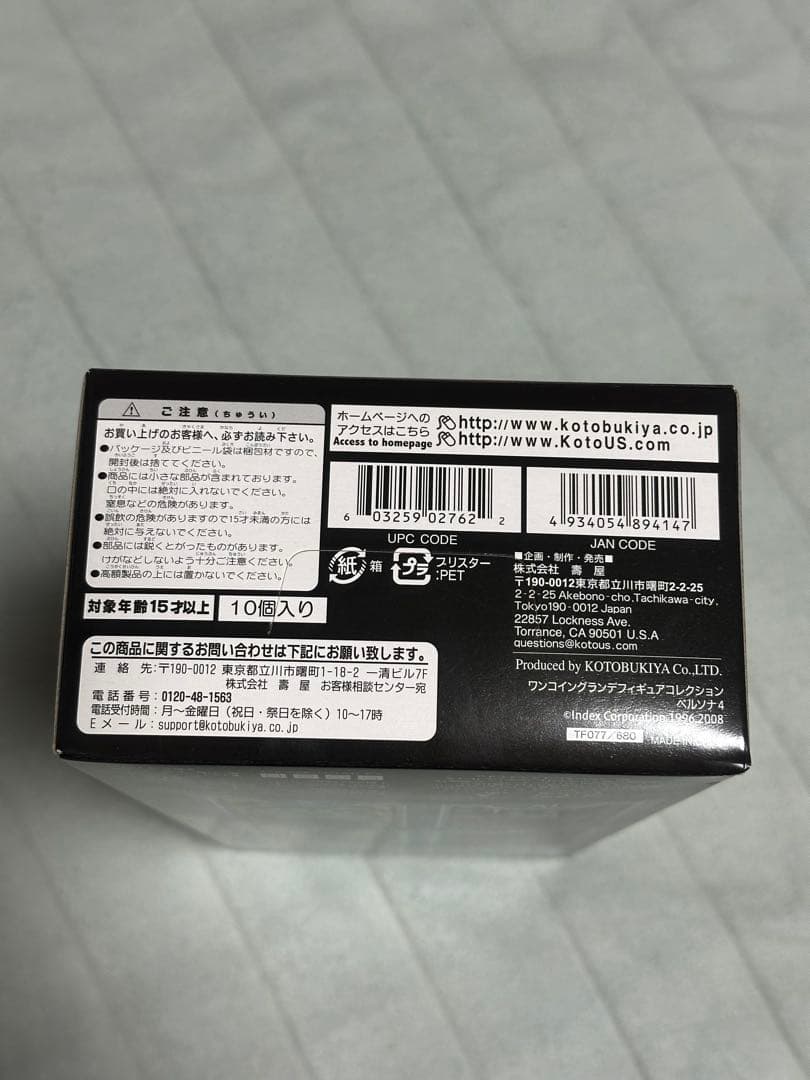 ご注意(ちゅうい)
お買い上げのお客様へ、必ずお読み下さい。
●パッケージ及びビニール袋は梱包材ですので、
開封後は捨ててください。
●商品には小さな部品が含まれております。
口の中には絶対に入れないでください。
窒息などの危険があります。
●誤飲の危険がありますので15才未満の方には
絶対に与えないでください。
●部品には鋭くとがったものがあります。
けがなどしないよう十分ご注意ください。
●高額製品の上には置かないでください。
対象年齢15才以上
10個入り
この商品に関するお問い合わせは下記にお願い致します。
連絡先:〒190-0012 東京都立川市曙町1-18-2 一清ビル7F
株式会社 壽屋 お客様相談センター宛
電話番号:0120-48-1563
電話受付時間:月~金曜日(祝日・祭日を除く)10~17時
Eメール:support@kotobukiya.co.jp
ホームページへの
アクセスはこちら
Access to homepage
http://www.kotobukiya.co.jp
http://www.KotoUS.com
6 03259 02762 2
UPC CODE
4 934054 894147
JAN CODE
紙 箱
プラ ブリスター
:PET
■企画・制作・発売■
株式会社 壽屋
〒190-0012東京都立川市曙町2-2-25
2-2-25 Akebono-cho,Tachikawa-city,
Tokyo190-0012 Japan
22857 Lockness Ave.
Torrance, CA 90501 U.S.A
questions@kotous.com
Produced by KOTOBUKIYA Co.,LTD.
ワンコイングランデフィギュアコレクション
ペルソナ4
©Index Corporation 1996,2008
TF077/680
MADE IN